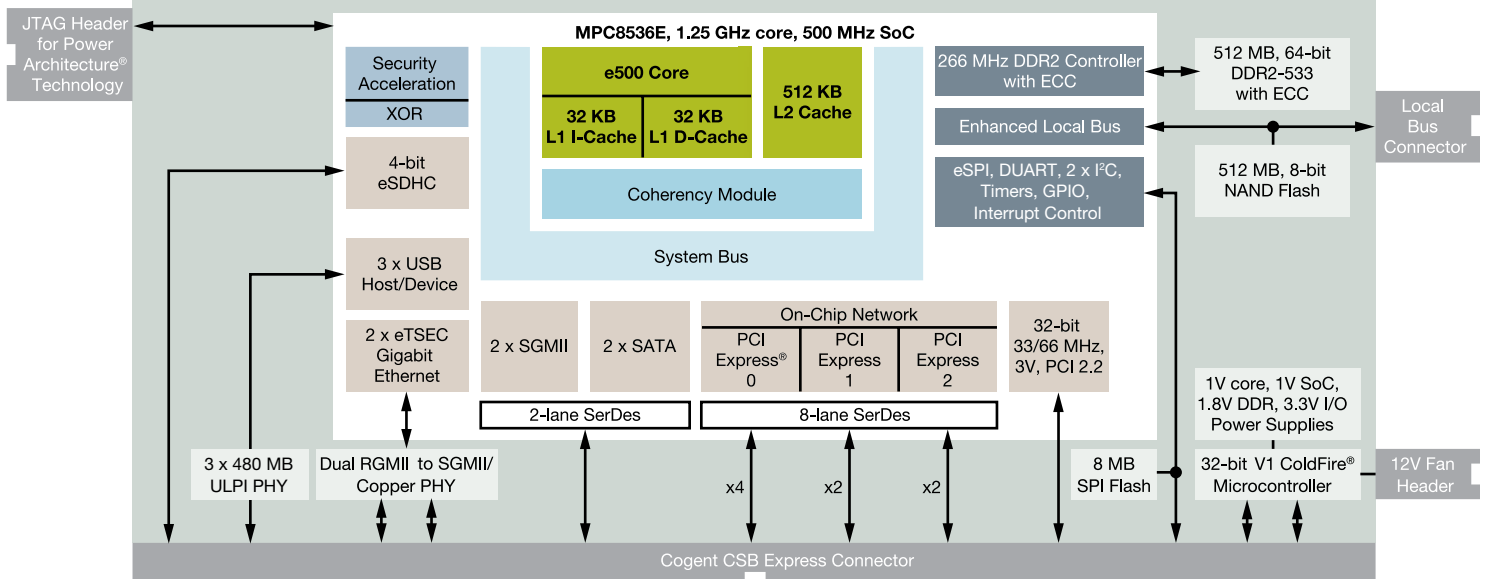 JTAG Header
for Power
Architecture®
Technology
MPC8536E, 1.25 GHz core, 500 MHz SoC
Security
Acceleration
XOR
e500 Core
32 KB
L1 I-Cache
32 KB
L1 D-Cache
512 KB
L2 Cache
266 MHz DDR2 Controller
with ECC
512 MB, 64-bit
DDR2-533
with ECC
Enhanced Local Bus
Local
Bus
Connector
4-bit
eSDHC
Coherency Module
eSPI, DUART, 2 x I²C,
Timers, GPIO,
Interrupt Control
512 MB, 8-bit
NAND Flash
System Bus
3 x USB
Host/Device
2 x eTSEC
Gigabit
Ethernet
2 x SGMII
2 x SATA
On-Chip Network
PCI
Express®
0
PCI
Express
1
PCI
Express
2
32-bit
33/66 MHz,
3V, PCI 2.2
2-lane SerDes
8-lane SerDes
1V core, 1V SoC,
1.8V DDR, 3.3V I/O
Power Supplies
3 x 480 MB
ULPI PHY
Dual RGMII to SGMII/
Copper PHY
x4
x2
x2
8 MB
SPI Flash
32-bit V1 ColdFire®
Microcontroller
12V Fan
Header
Cogent CSB Express Connector